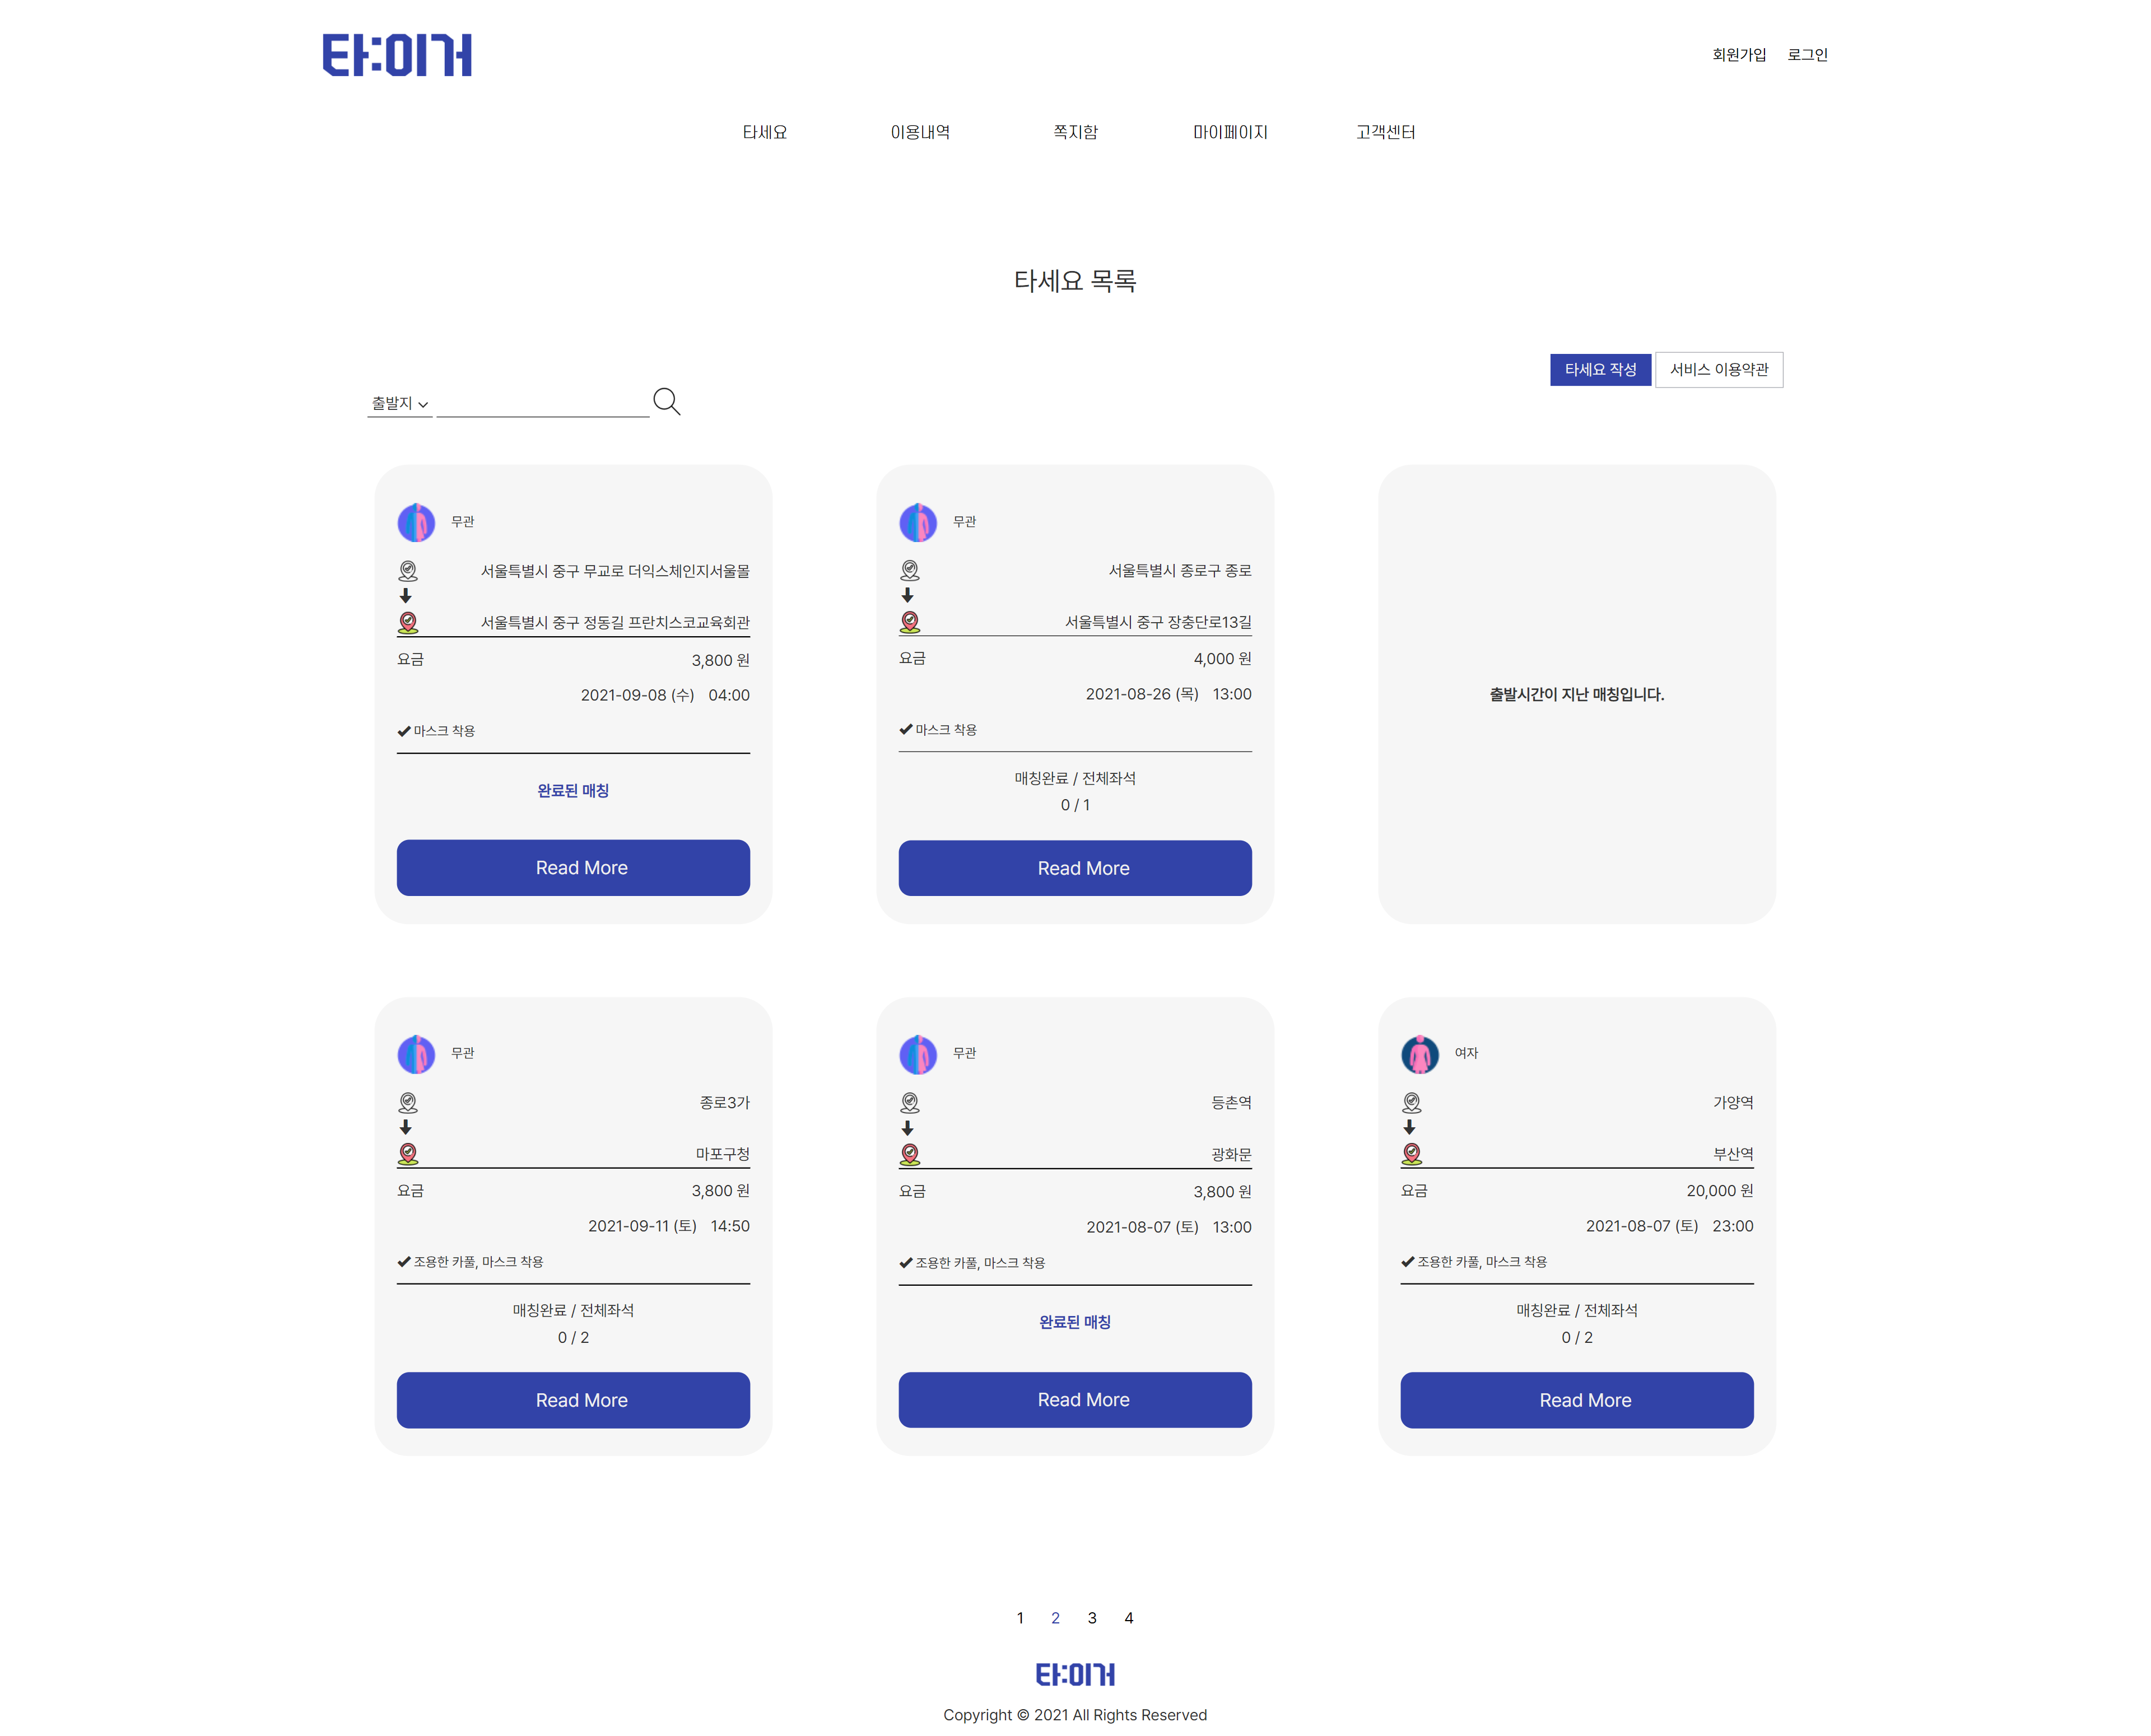 타:이거
회원가입 로그인
타세요 이용내역 쪽지함 마이페이지 고객센터
타세요 목록
타세요 작성 서비스 이용약관
출발지
무관
서울특별시 중구 무교로 더익스체인지서울몰
서울특별시 중구 정동길 프란치스코교육회관
요금 3,800 원
2021-09-08 (수) 04:00
마스크 착용
완료된 매칭
Read More
무관
서울특별시 종로구 종로
서울특별시 중구 장충단로13길
요금 4,000 원
2021-08-26 (목) 13:00
마스크 착용
매칭완료 / 전체좌석
0 / 1
Read More
출발시간이 지난 매칭입니다.
무관
종로3가
마포구청
요금 3,800 원
2021-09-11 (토) 14:50
조용한 카풀, 마스크 착용
매칭완료 / 전체좌석
0 / 2
Read More
무관
등촌역
광화문
요금 3,800 원
2021-08-07 (토) 13:00
조용한 카풀, 마스크 착용
완료된 매칭
Read More
여자
가양역
부산역
요금 20,000 원
2021-08-07 (토) 23:00
조용한 카풀, 마스크 착용
매칭완료 / 전체좌석
0 / 2
Read More
1 2 3 4
타:이거
Copyright © 2021 All Rights Reserved